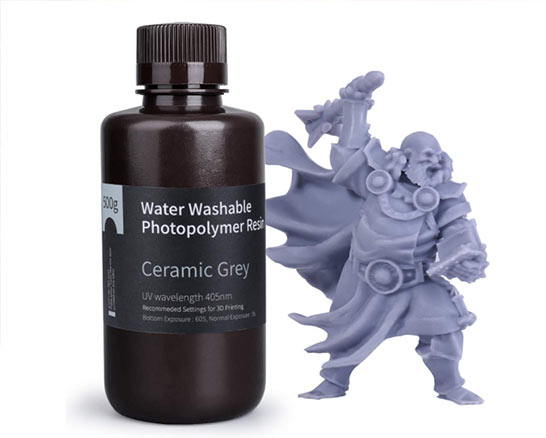 500g
Water Washable
Photopolymer Resin
Ceramic Grey
UV wavelength 405nm
Recommeded Settings for 3D Printing
Bottom Exposure : 60S, Normal Exposure : 8s